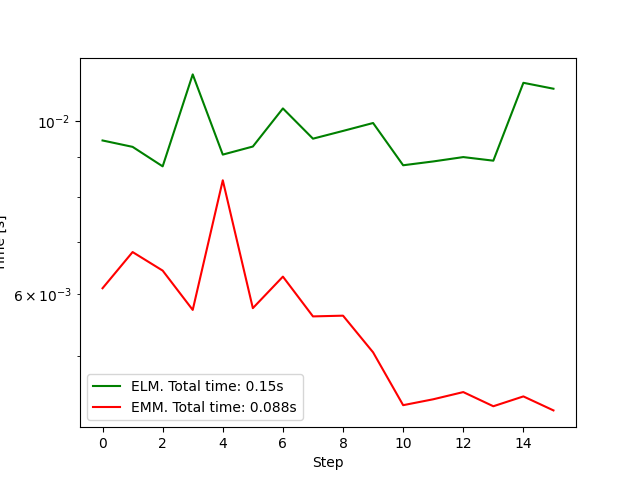 10⁻²
6 × 10⁻³
Time [s]
ELM. Total time: 0.15s
EMM. Total time: 0.088s
0 2 4 6 8 10 12 14
Step